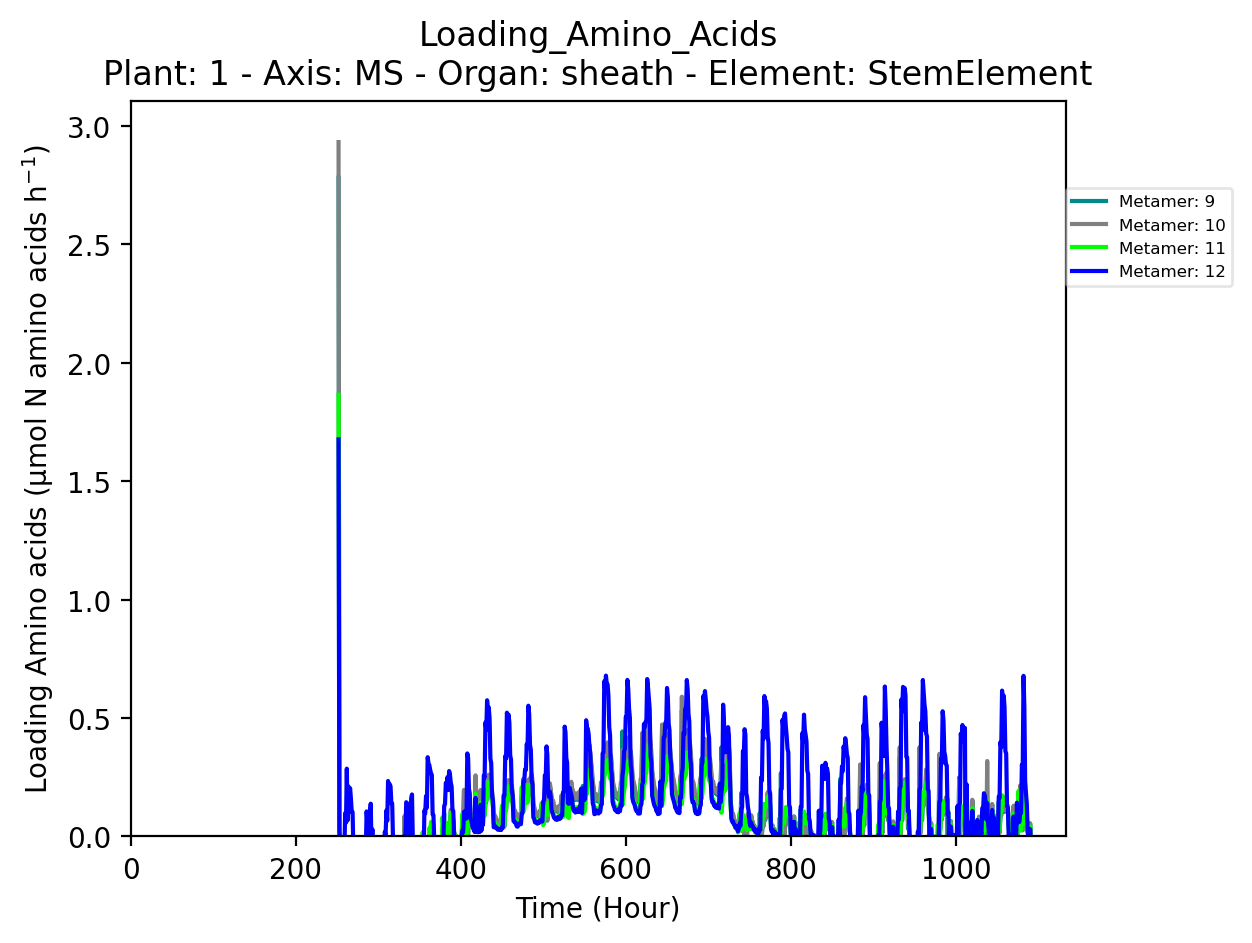 Loading_Amino_Acids
Plant: 1 - Axis: MS - Organ: sheath - Element: StemElement
Loading Amino acids (µmol N amino acids h⁻¹)
3.0
2.5
2.0
1.5
1.0
0.5
0.0
0 200 400 600 800 1000
Time (Hour)
Metamer: 9
Metamer: 10
Metamer: 11
Metamer: 12